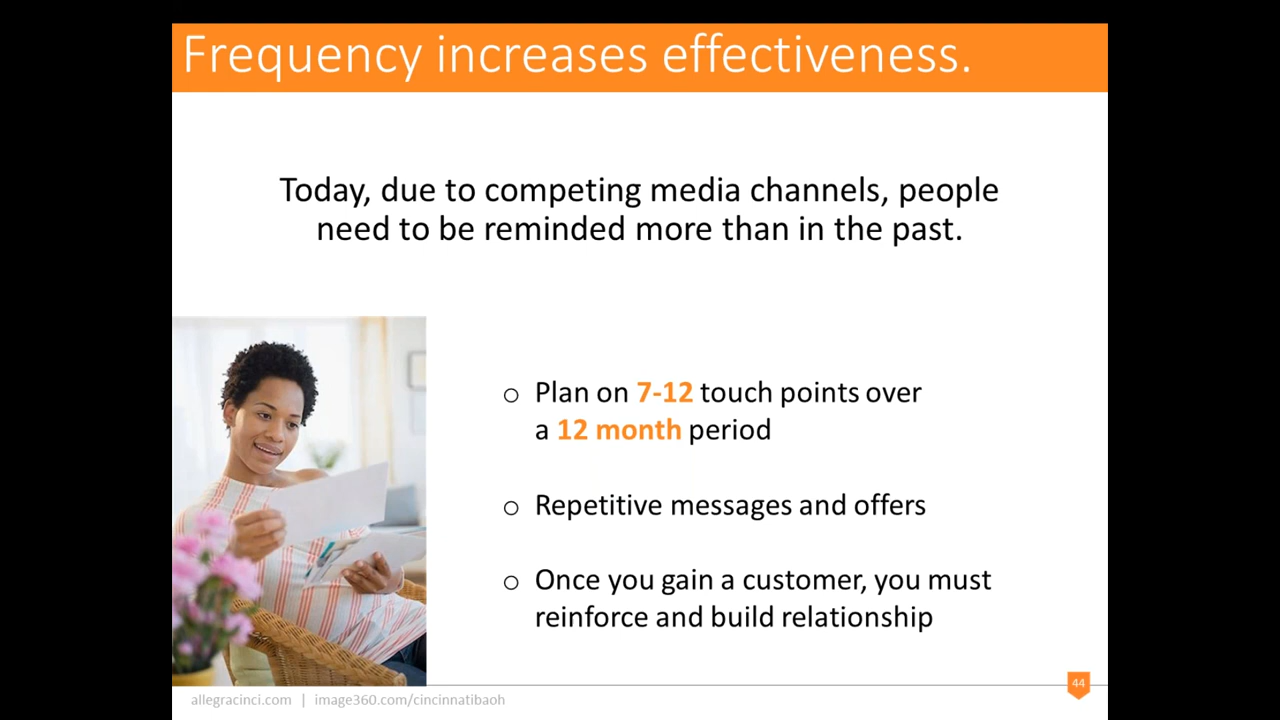 Frequency increases effectiveness.
Today, due to competing media channels, people
need to be reminded more than in the past.
o Plan on 7-12 touch points over
a 12 month period
o Repetitive messages and offers
o Once you gain a customer, you must
reinforce and build relationship
44
allegracinci.com | image360.com/cincinnatibaoh